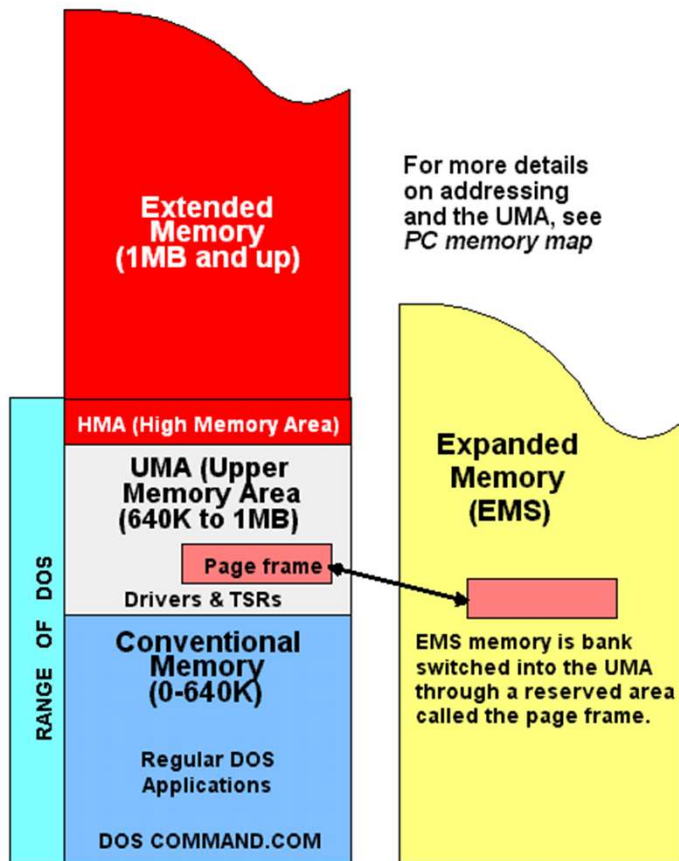 Extended
Memory
(1MB and up)
For more details
on addressing
and the UMA, see
PC memory map
HMA (High Memory Area)
UMA (Upper
Memory Area
(640K to 1MB)
Page frame
Drivers & TSRs
RANGE OF DOS
Conventional
Memory
(0-640K)
Regular DOS
Applications
DOS COMMAND.COM
Expanded
Memory
(EMS)
EMS memory is bank
switched into the UMA
through a reserved area
called the page frame.